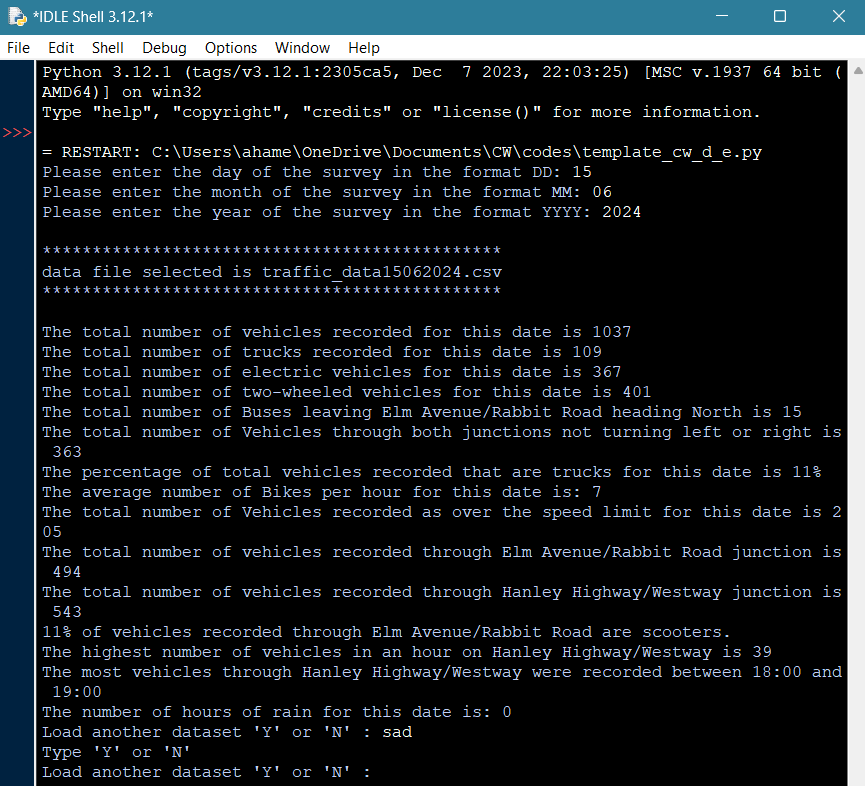 *IDLE Shell 3.12.1*
File Edit Shell Debug Options Window Help
Python 3.12.1 (tags/v3.12.1:2305ca5, Dec  7 2023, 22:03:25) [MSC v.1937 64 bit (
AMD64)] on win32
Type "help", "copyright", "credits" or "license()" for more information.
>>>
= RESTART: C:\Users\ahame\OneDrive\Documents\CW\codes\template_cw_d_e.py
Please enter the day of the survey in the format DD: 15
Please enter the month of the survey in the format MM: 06
Please enter the year of the survey in the format YYYY: 2024
**********************************************
data file selected is traffic_data15062024.csv
**********************************************
The total number of vehicles recorded for this date is 1037
The total number of trucks recorded for this date is 109
The total number of electric vehicles for this date is 367
The total number of two-wheeled vehicles for this date is 401
The total number of Buses leaving Elm Avenue/Rabbit Road heading North is 15
The total number of Vehicles through both junctions not turning left or right is
363
The percentage of total vehicles recorded that are trucks for this date is 11%
The average number of Bikes per hour for this date is: 7
The total number of Vehicles recorded as over the speed limit for this date is 2
05
The total number of vehicles recorded through Elm Avenue/Rabbit Road junction is
494
The total number of vehicles recorded through Hanley Highway/Westway junction is
543
11% of vehicles recorded through Elm Avenue/Rabbit Road are scooters.
The highest number of vehicles in an hour on Hanley Highway/Westway is 39
The most vehicles through Hanley Highway/Westway were recorded between 18:00 and
19:00
The number of hours of rain for this date is: 0
Load another dataset 'Y' or 'N' : sad
Type 'Y' or 'N'
Load another dataset 'Y' or 'N' :